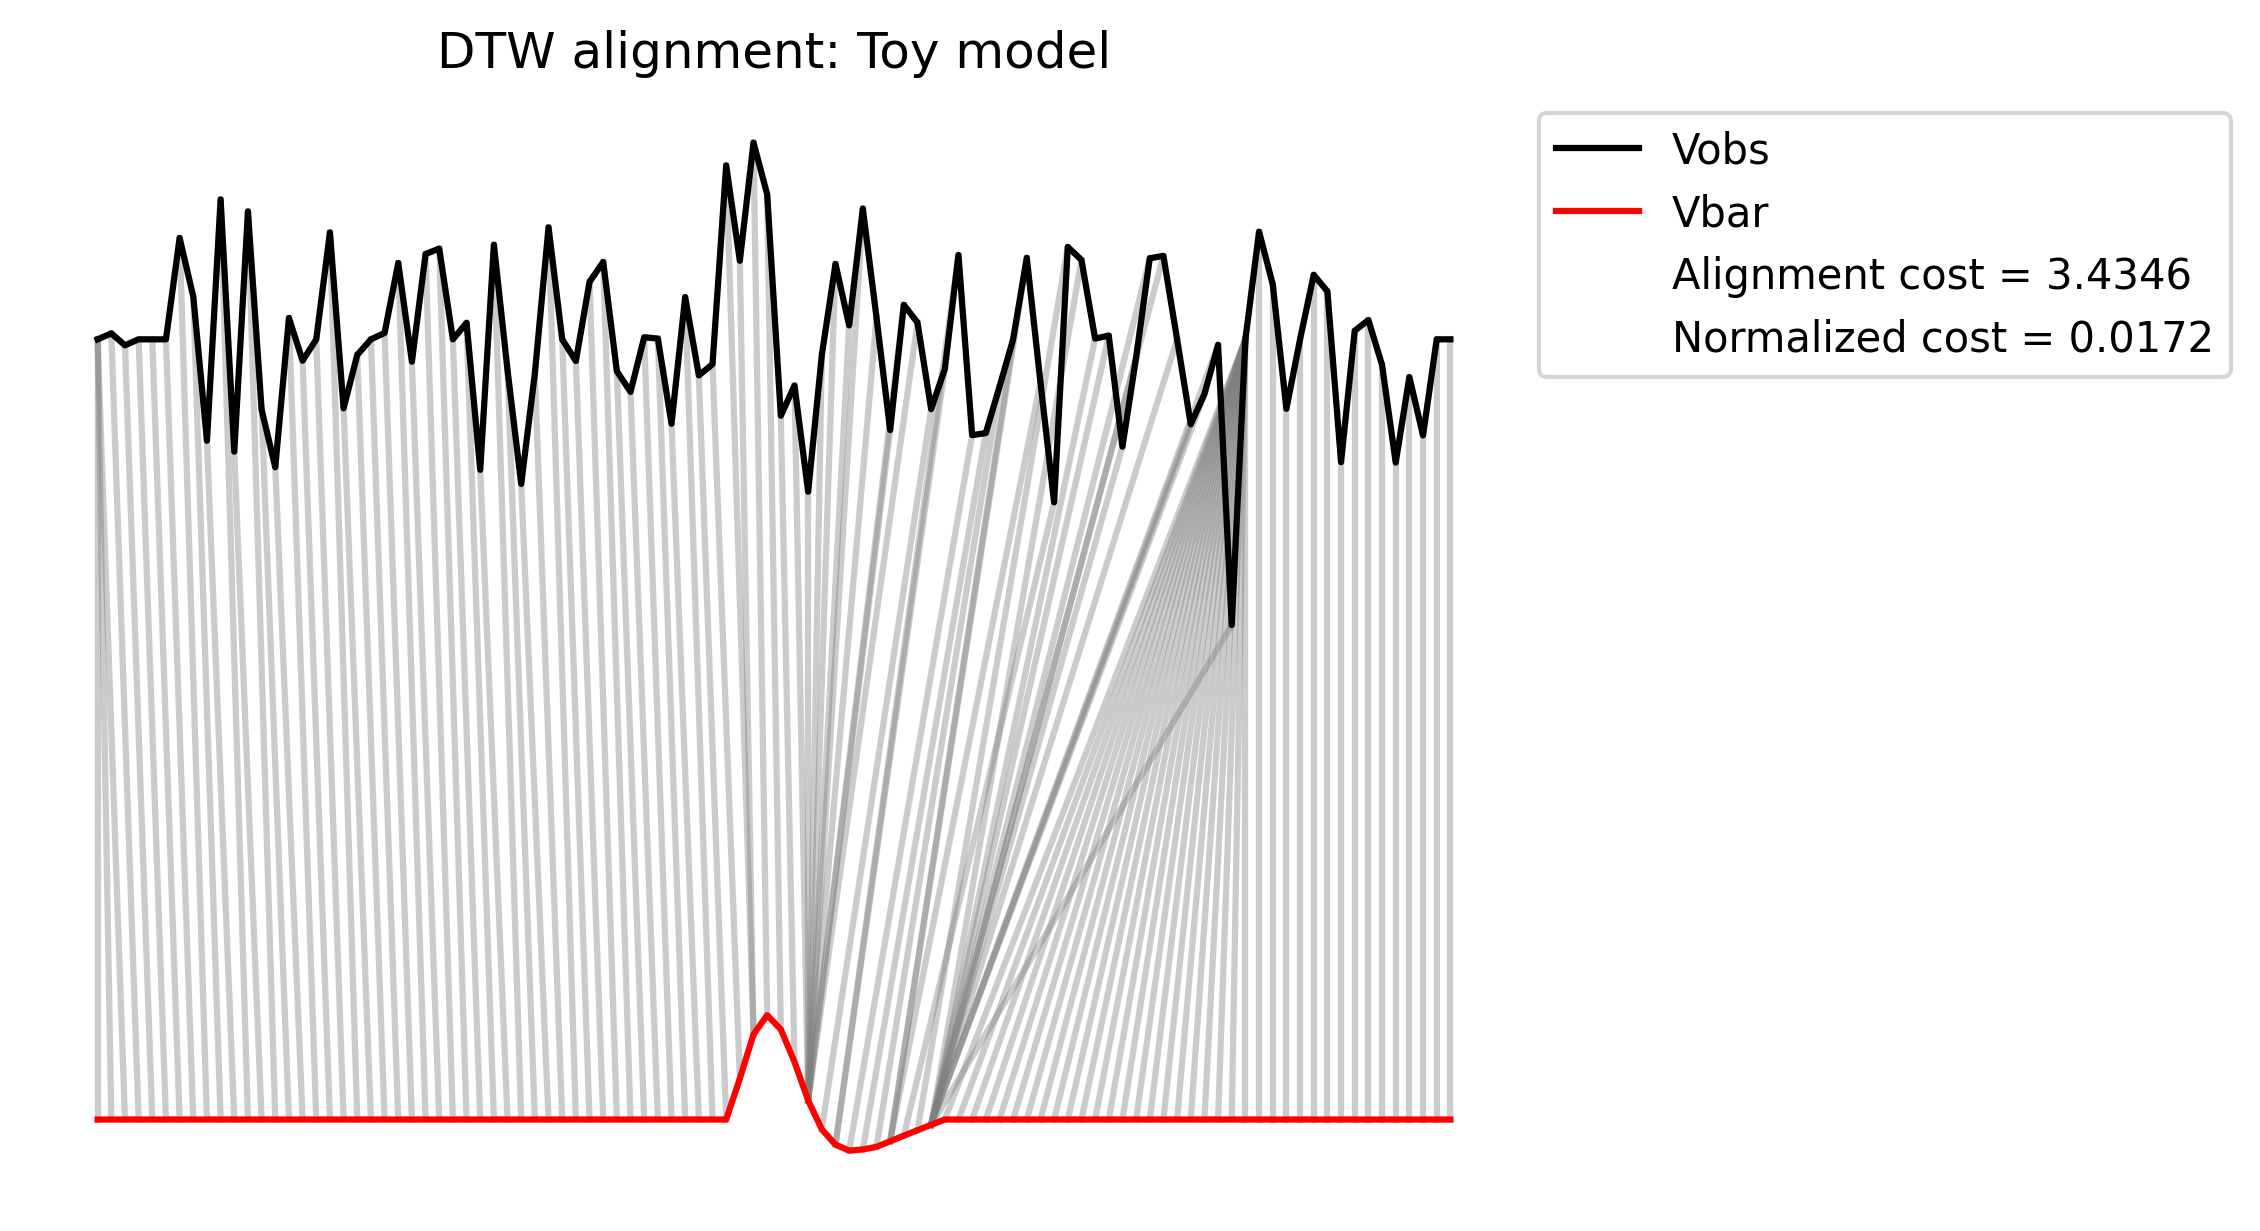 DTW alignment: Toy model
Vobs
Vbar
Alignment cost = 3.4346
Normalized cost = 0.0172